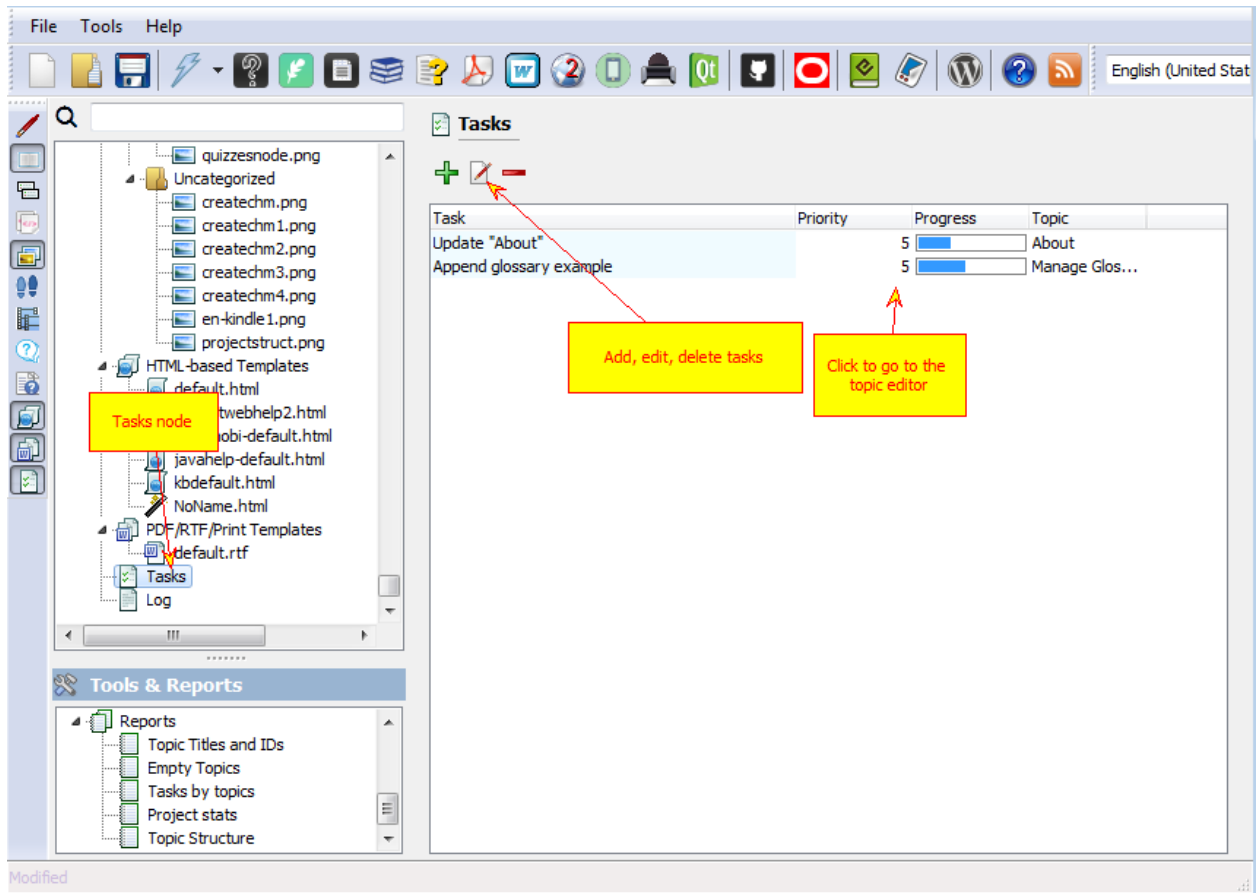 File Tools Help
English (United Stat
quizzesnode.png
Uncategorized
createchm.png
createchm1.png
createchm2.png
createchm3.png
createchm4.png
en-kindle1.png
projectstruct.png
HTML-based Templates
default.html
twebhelp2.html
obi-default.html
javahelp-default.html
kbdefault.html
NoName.html
PDF/RTF/Print Templates
default.rtf
Tasks
Log
Tasks node
Tools & Reports
Reports
Topic Titles and IDs
Empty Topics
Tasks by topics
Project stats
Topic Structure
Tasks
Task Priority Progress Topic
Update "About" 5 About
Append glossary example 5 Manage Glos...
Add, edit, delete tasks
Click to go to the
topic editor
Modified